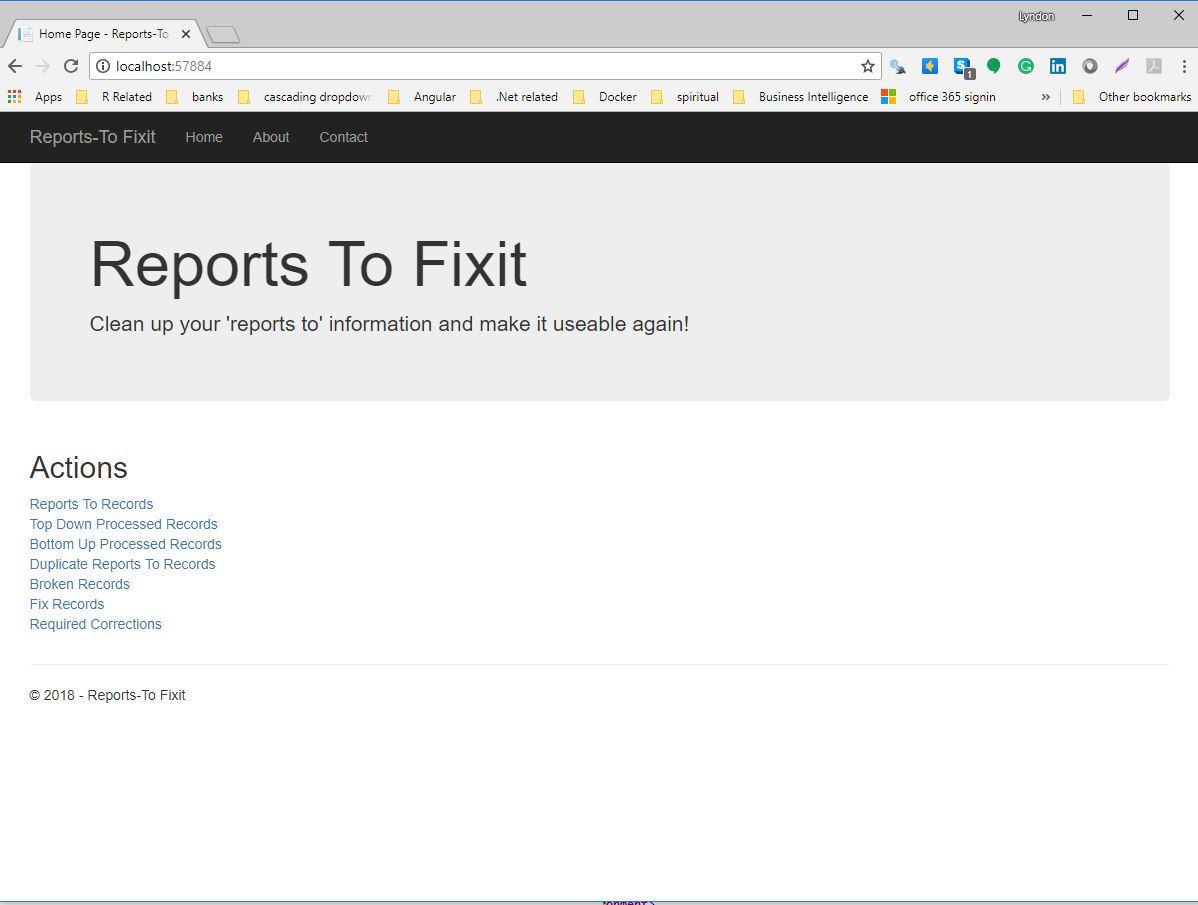 Lyndon
Home Page - Reports-To
localhost:57884
1
Apps R Related banks cascading dropdown Angular .Net related Docker spiritual Business Intelligence office 365 signin » Other bookmarks
Reports-To Fixit Home About Contact
Reports To Fixit
Clean up your 'reports to' information and make it useable again!
Actions
Reports To Records
Top Down Processed Records
Bottom Up Processed Records
Duplicate Reports To Records
Broken Records
Fix Records
Required Corrections
© 2018 - Reports-To Fixit